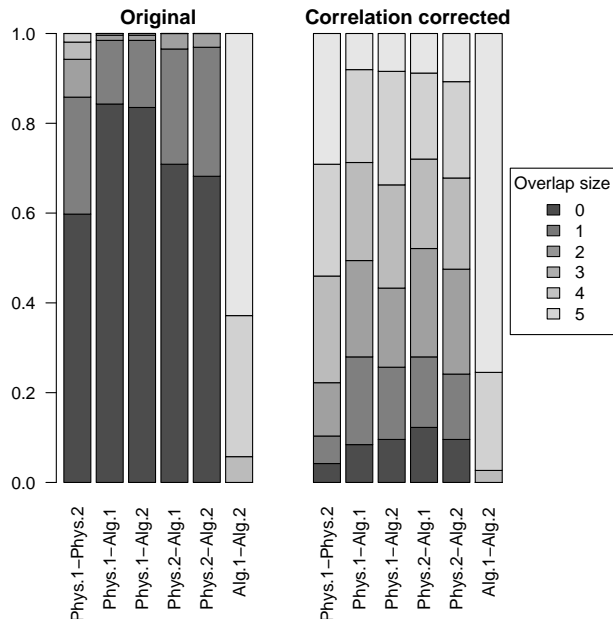 Original
Correlation corrected
1.0
0.8
0.6
0.4
0.2
0.0
Overlap size
0
1
2
3
4
5
Phys.1−Phys.2
Phys.1−Alg.1
Phys.1−Alg.2
Phys.2−Alg.1
Phys.2−Alg.2
Alg.1−Alg.2
Phys.1−Phys.2
Phys.1−Alg.1
Phys.1−Alg.2
Phys.2−Alg.1
Phys.2−Alg.2
Alg.1−Alg.2